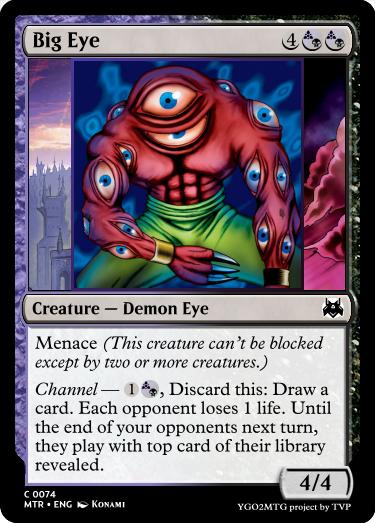 Big Eye 4
Creature — Demon Eye
Menace (This creature can't be blocked
except by two or more creatures.)
Channel — 1, Discard this: Draw a
card. Each opponent loses 1 life. Until
the end of your opponents next turn,
they play with top card of their library
revealed.
4/4
C 0074
MTR • ENG Konami
YGO2MTG project by TVP